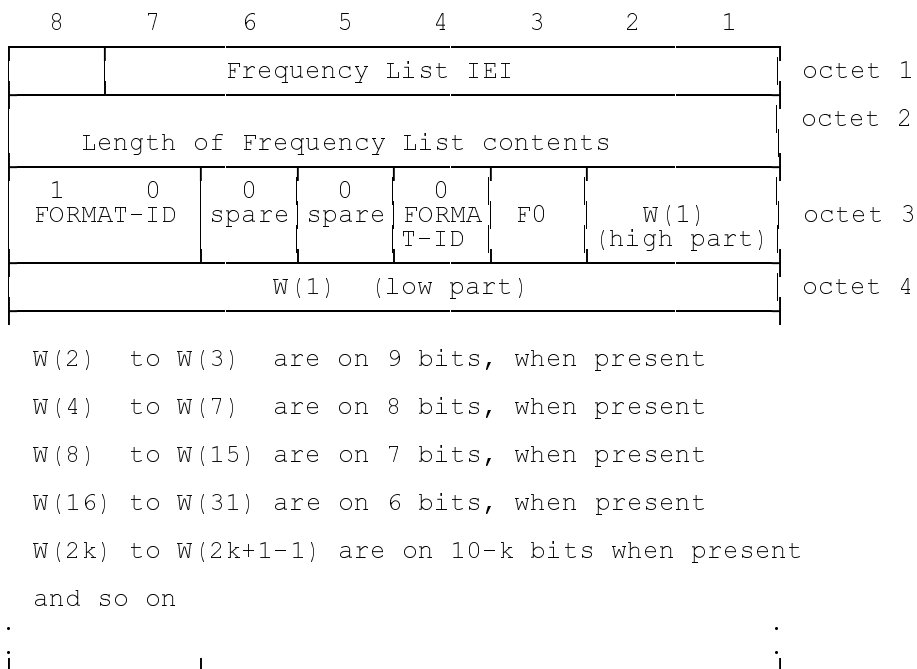 8 7 6 5 4 3 2 1
Frequency List IEI octet 1
octet 2
Length of Frequency List contents
1 0 0 0 0
FORMAT-ID spare spare FORMA F0 W(1) octet 3
T-ID (high part)
W(1) (low part) octet 4
W(2) to W(3) are on 9 bits, when present
W(4) to W(7) are on 8 bits, when present
W(8) to W(15) are on 7 bits, when present
W(16) to W(31) are on 6 bits, when present
W(2k) to W(2k+1-1) are on 10-k bits when present
and so on
. .
. .